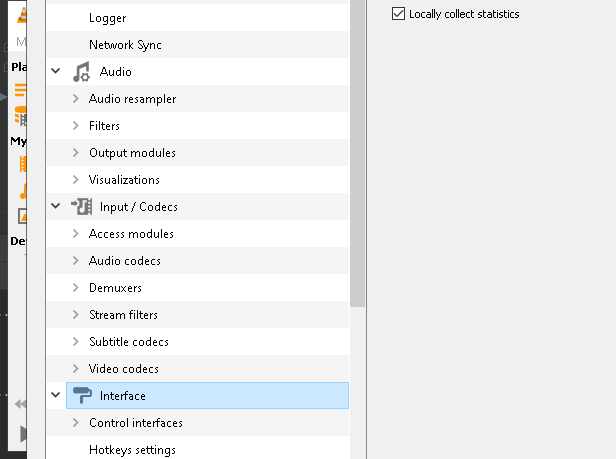 Logger
Locally collect statistics
Network Sync
Audio
Audio resampler
Filters
Output modules
Visualizations
Input / Codecs
Access modules
Audio codecs
Demuxers
Stream filters
Subtitle codecs
Video codecs
Interface
Control interfaces
Hotkeys settings
M
Pla
My
De